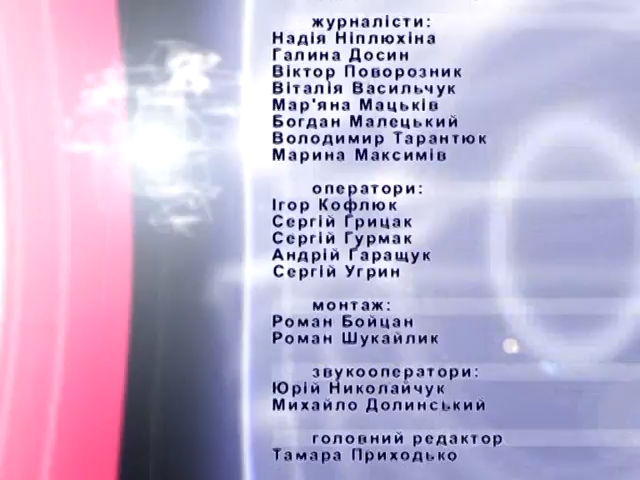 журналісти:
Надія Ніплюхіна
Галина Досин
Віктор Поворозник
Віталія Васильчук
Мар'яна Мацьків
Богдан Малецький
Володимир Тарантюк
Марина Максимів
оператори:
Ігор Кофлюк
Сергій Грицак
Сергій Гурмак
Андрій Гаращук
Сергій Угрин
монтаж:
Роман Бойцан
Роман Шукайлик
звукооператори:
Юрій Николайчук
Михайло Долинський
головний редактор
Тамара Приходько